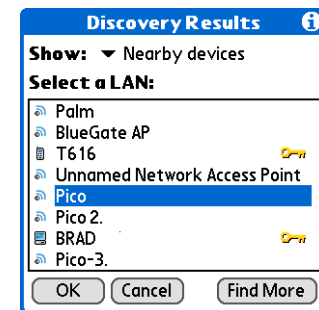 Discovery Results
Show: Nearby devices
Select a LAN:
Palm
BlueGate AP
T616
Unnamed Network Access Point
Pico
Pico 2.
BRAD
Pico-3.
OK Cancel Find More